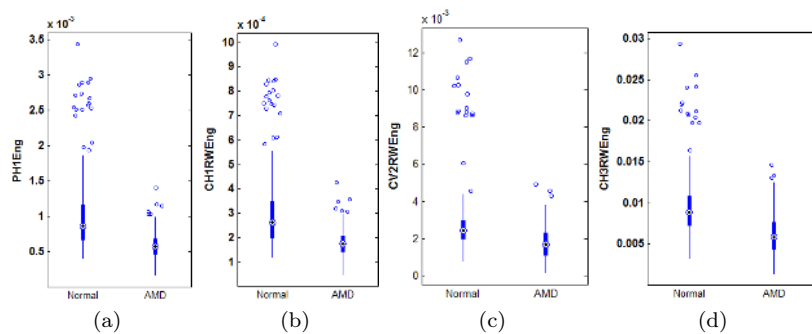 x 10⁻³
3.5
3
2.5
2
1.5
1
0.5
PH1Eng
Normal AMD
(a)
x 10⁻⁴
10
9
8
7
6
5
4
3
2
1
CH1RWEng
Normal AMD
(b)
x 10⁻³
12
10
8
6
4
2
0
CV2RWEng
Normal AMD
(c)
0.03
0.025
0.02
0.015
0.01
0.005
CH3RWEng
Normal AMD
(d)